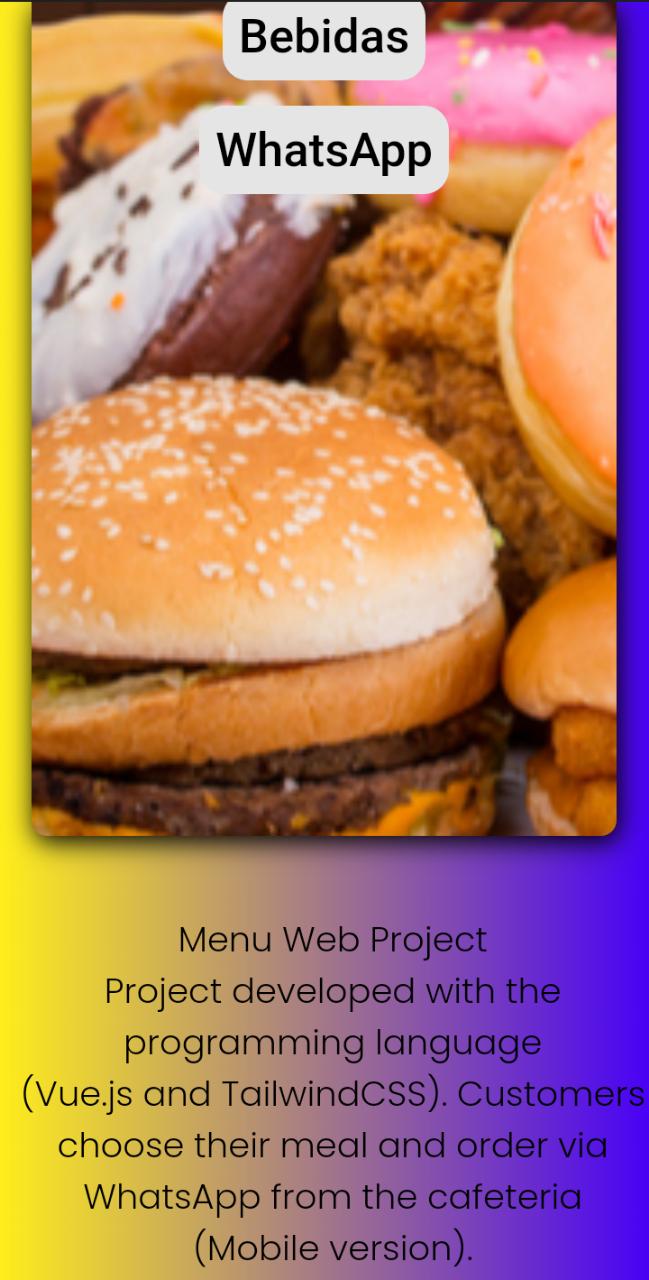 Bebidas
WhatsApp
Menu Web Project
Project developed with the
programming language
(Vue.js and TailwindCSS). Customers
choose their meal and order via
WhatsApp from the cafeteria
(Mobile version).